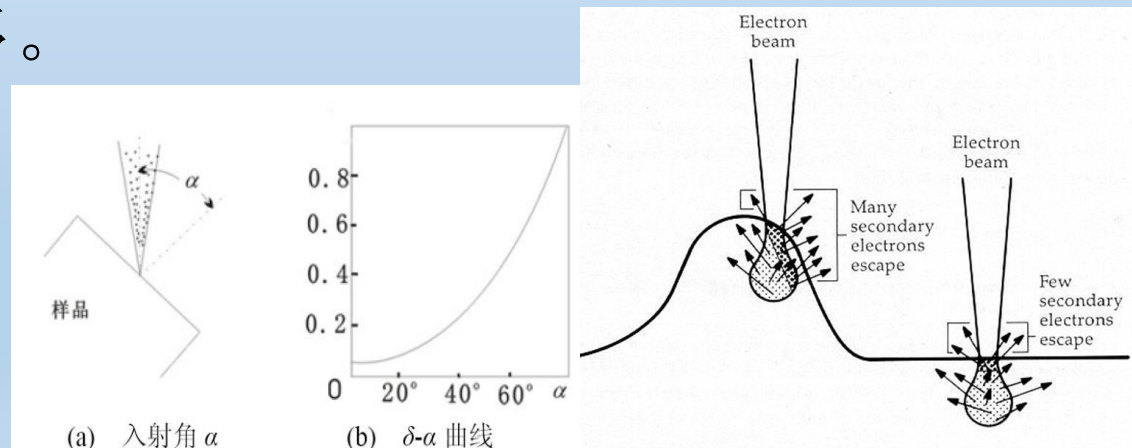 。
α
样品
(a) 入射角 α
0.8
0.6
0.4
0.2
0
20° 40° 60° α
(b) δ-α 曲线
Electron
beam
Many
secondary
electrons
escape
Electron
beam
Few
secondary
electrons
escape